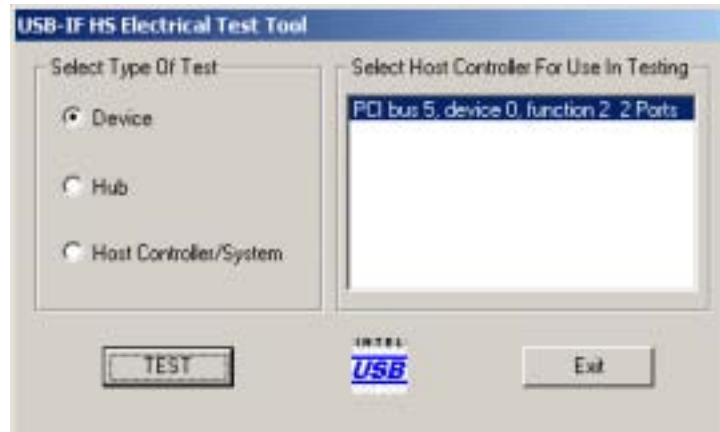 USB-IF HS Electrical Test Tool
Select Type Of Test
Device
Hub
Host Controller/System
Select Host Controller For Use In Testing
PCI bus 5, device 0, function 2 2 Ports
TEST
INTEL
USB
Exit